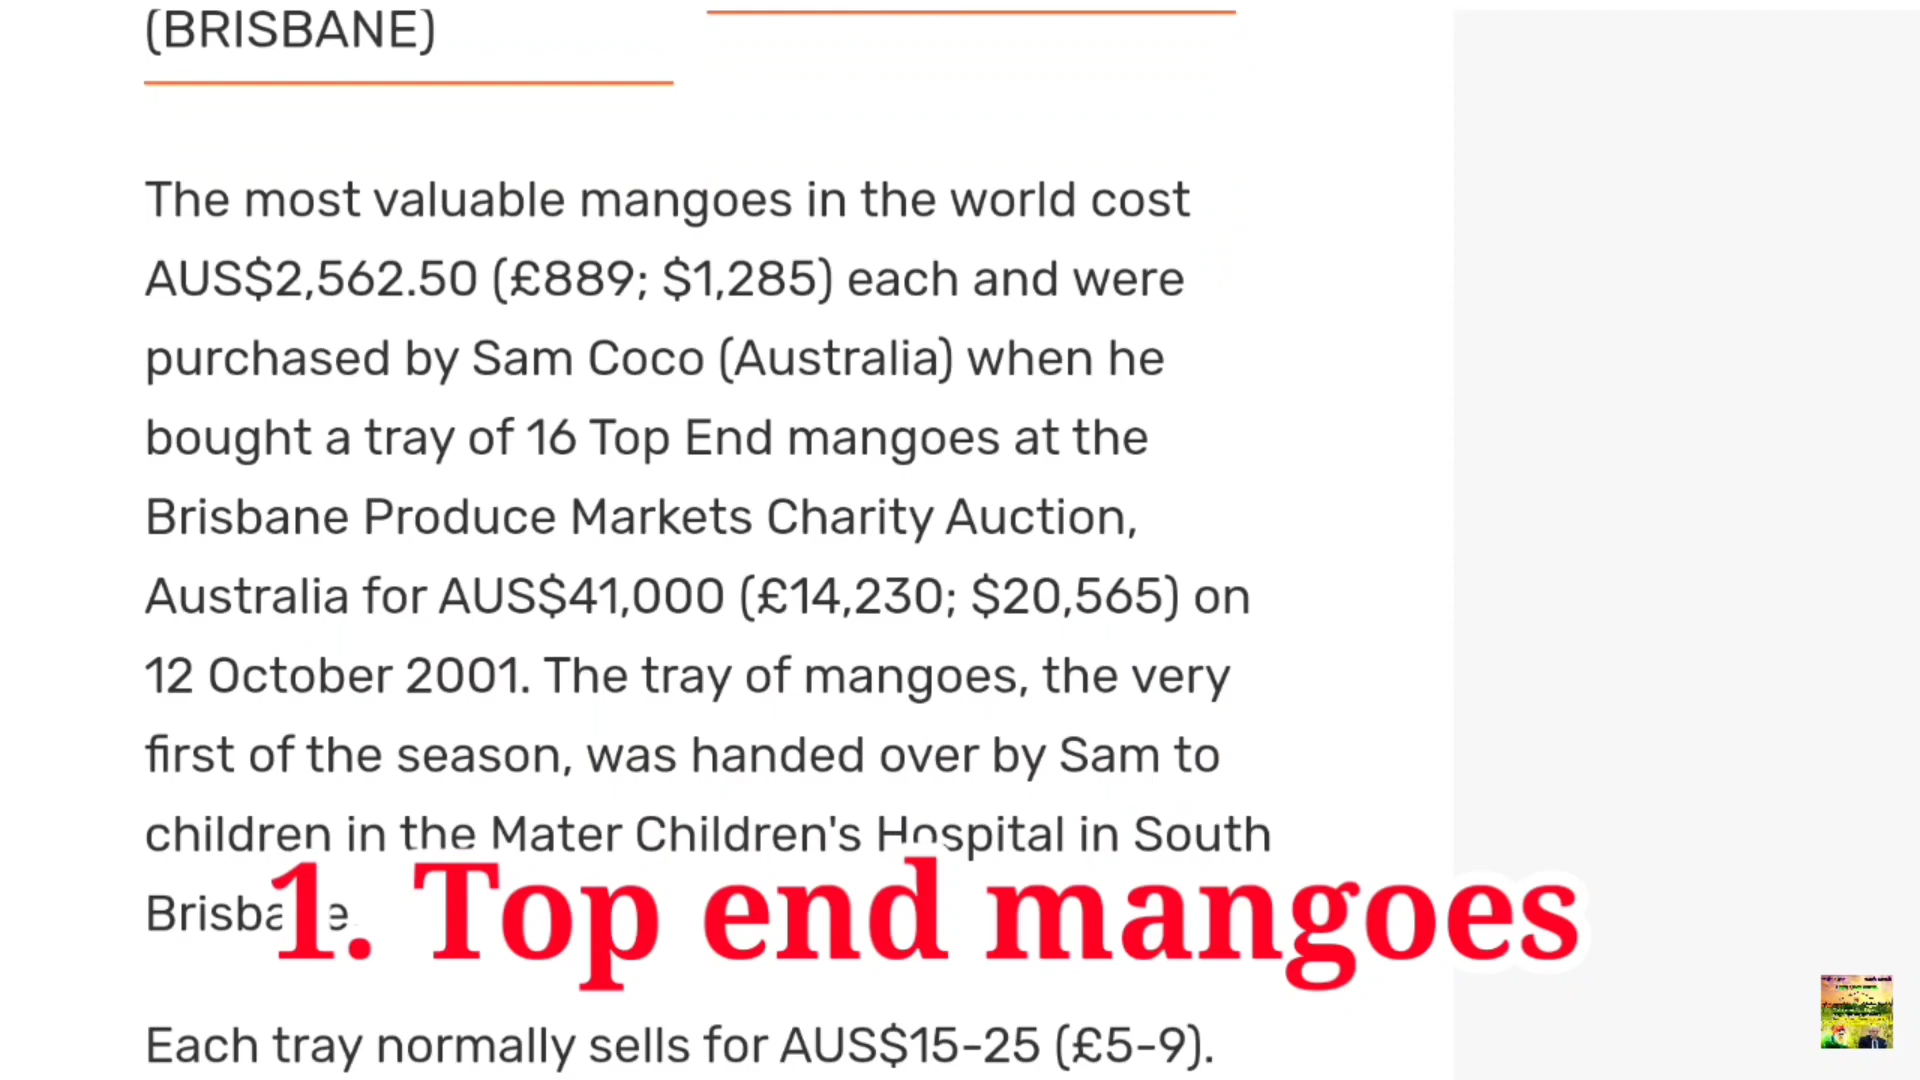 (BRISBANE)
The most valuable mangoes in the world cost
AUS$2,562.50 (£889; $1,285) each and were
purchased by Sam Coco (Australia) when he
bought a tray of 16 Top End mangoes at the
Brisbane Produce Markets Charity Auction,
Australia for AUS$41,000 (£14,230; $20,565) on
12 October 2001. The tray of mangoes, the very
first of the season, was handed over by Sam to
children in the Mater Children's Hospital in South
Brisbane.
1. Top end mangoes
Each tray normally sells for AUS$15-25 (£5-9).